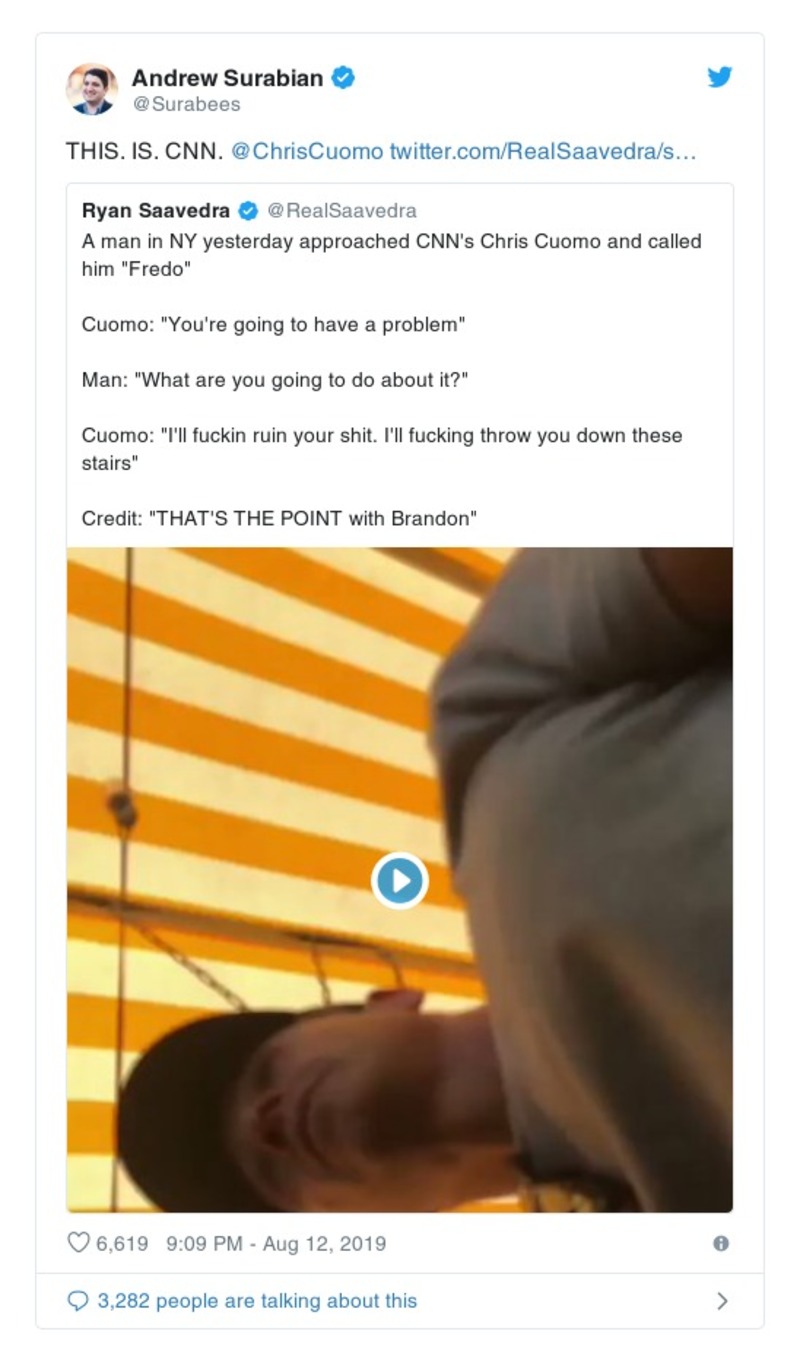 Andrew Surabian
@Surabees
THIS. IS. CNN. @ChrisCuomo twitter.com/RealSaavedra/s…
Ryan Saavedra @RealSaavedra
A man in NY yesterday approached CNN's Chris Cuomo and called
him "Fredo"
Cuomo: "You're going to have a problem"
Man: "What are you going to do about it?"
Cuomo: "I'll fuckin ruin your shit. I'll fucking throw you down these
stairs"
Credit: "THAT'S THE POINT with Brandon"
6,619 9:09 PM - Aug 12, 2019
3,282 people are talking about this